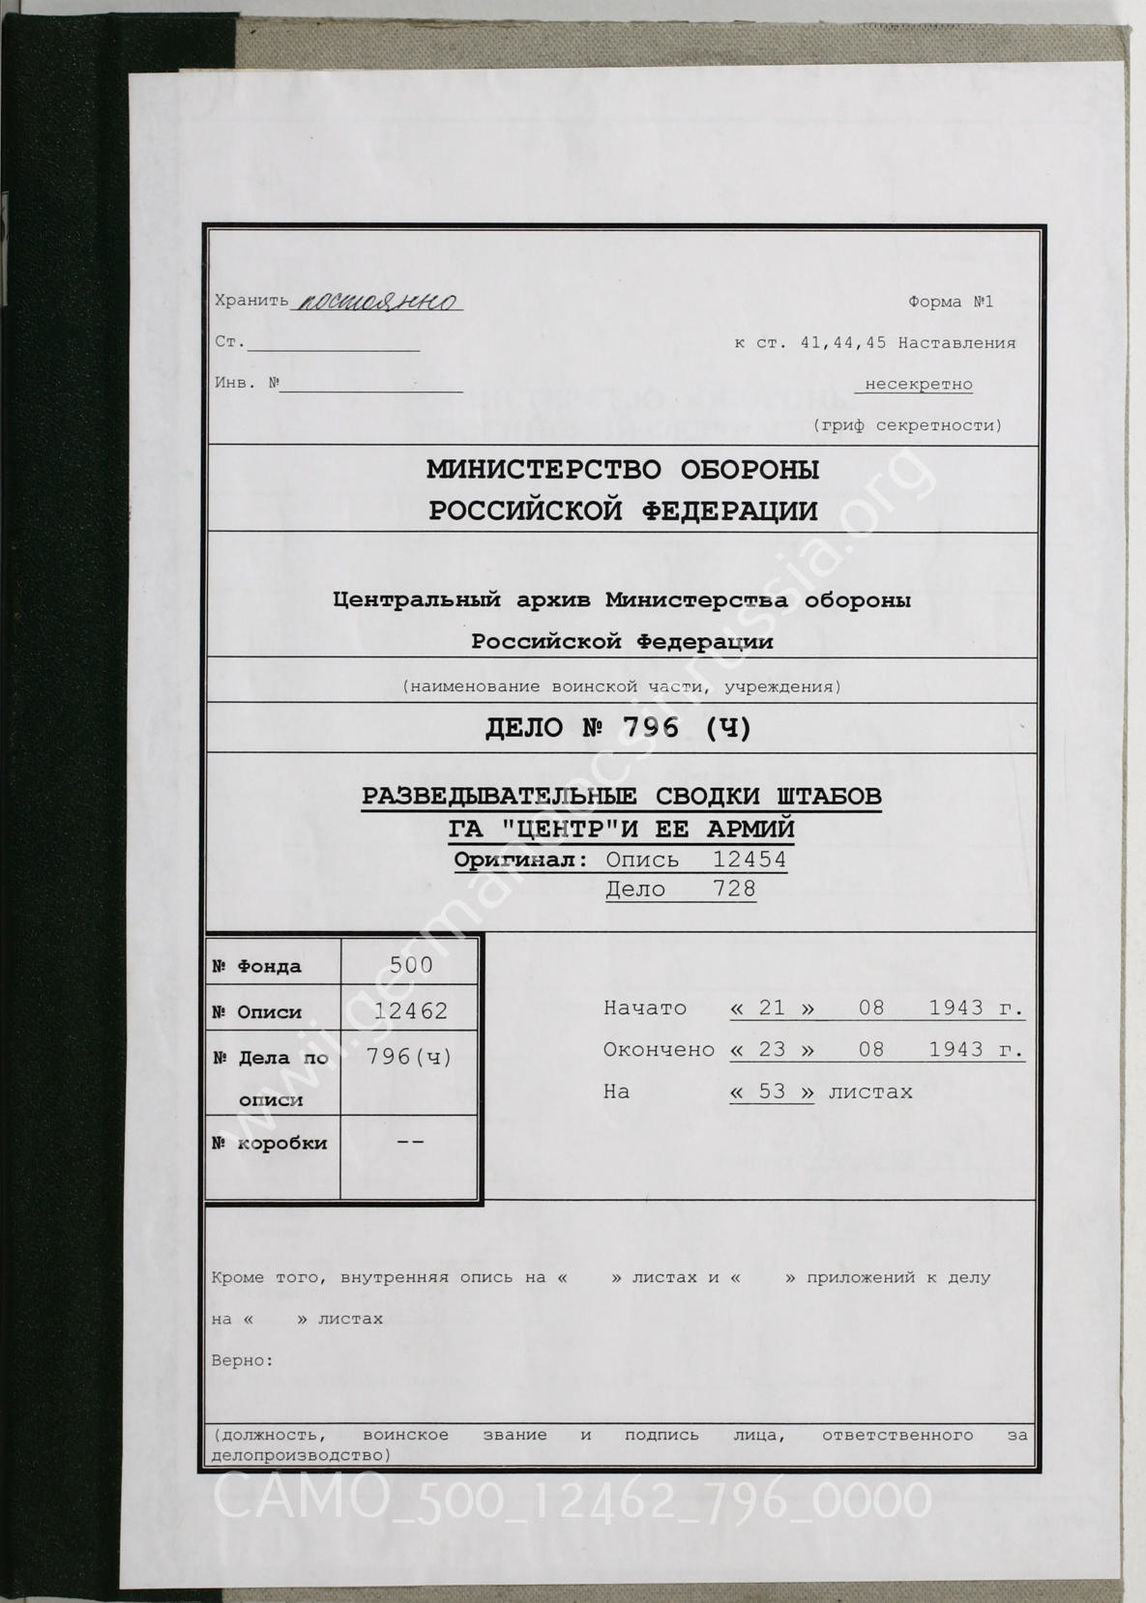 Хранить постоянно
Форма №1
Ст.
к ст. 41,44,45 Наставления
Инв. №
несекретно
(гриф секретности)
МИНИСТЕРСТВО ОБОРОНЫ
РОССИЙСКОЙ ФЕДЕРАЦИИ
Центральный архив Министерства обороны
Российской Федерации
(наименование воинской части, учреждения)
ДЕЛО № 796 (Ч)
РАЗВЕДЫВАТЕЛЬНЫЕ СВОДКИ ШТАБОВ
ГА "ЦЕНТР"И ЕЕ АРМИЙ
Оригинал: Опись 12454
Дело 728
№ Фонда 500
№ Описи 12462
№ Дела по 796(ч)
описи
№ коробки --
Начато « 21 » 08 1943 г.
Окончено « 23 » 08 1943 г.
На « 53 » листах
Кроме того, внутренняя опись на « » листах и « » приложений к делу
на « » листах
Верно:
(должность, воинское звание и подпись лица, ответственного за
делопроизводство)
CAMO_500_12462_796_0000
www.germandocsinrussia.org